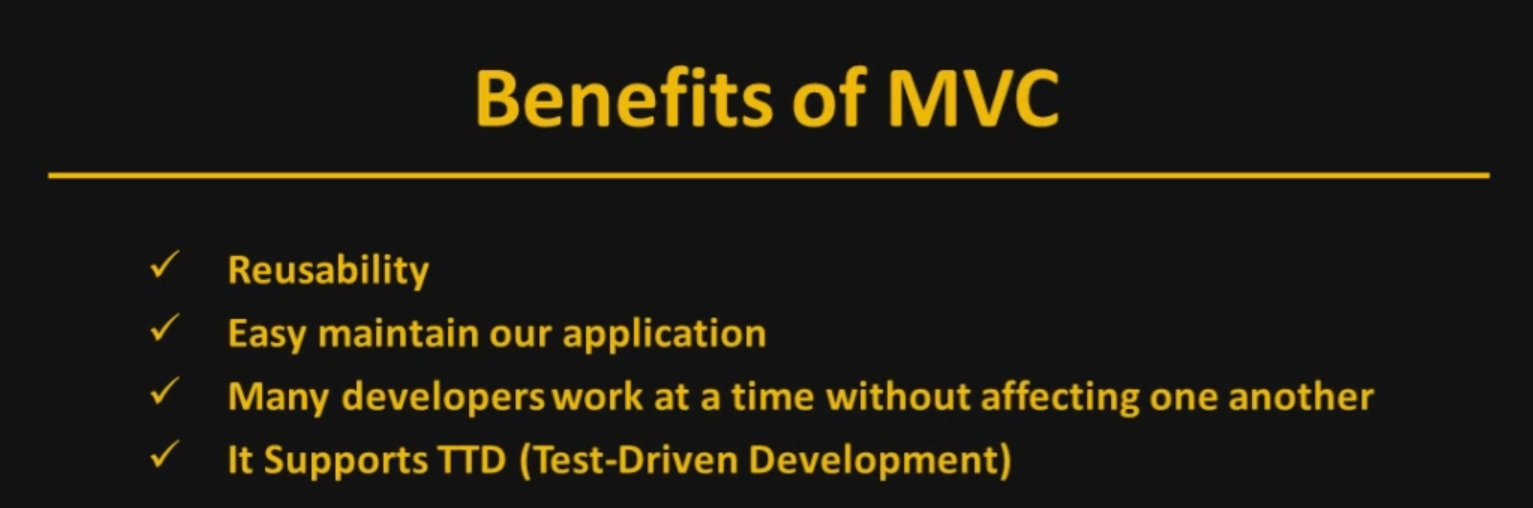 Benefits of MVC
✓ Reusability
✓ Easy maintain our application
✓ Many developers work at a time without affecting one another
✓ It Supports TTD (Test-Driven Development)